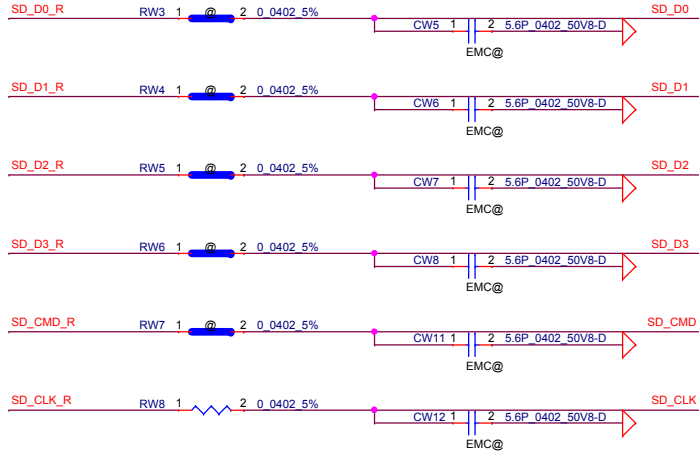 SD_D0_R RW3 1 @ 2 0_0402_5% SD_D0
CW5 1 2 5.6P_0402_50V8-D
EMC@
SD_D1_R RW4 1 @ 2 0_0402_5% SD_D1
CW6 1 2 5.6P_0402_50V8-D
EMC@
SD_D2_R RW5 1 @ 2 0_0402_5% SD_D2
CW7 1 2 5.6P_0402_50V8-D
EMC@
SD_D3_R RW6 1 @ 2 0_0402_5% SD_D3
CW8 1 2 5.6P_0402_50V8-D
EMC@
SD_CMD_R RW7 1 @ 2 0_0402_5% SD_CMD
CW11 1 2 5.6P_0402_50V8-D
EMC@
SD_CLK_R RW8 1 2 0_0402_5% SD_CLK
CW12 1 2 5.6P_0402_50V8-D
EMC@